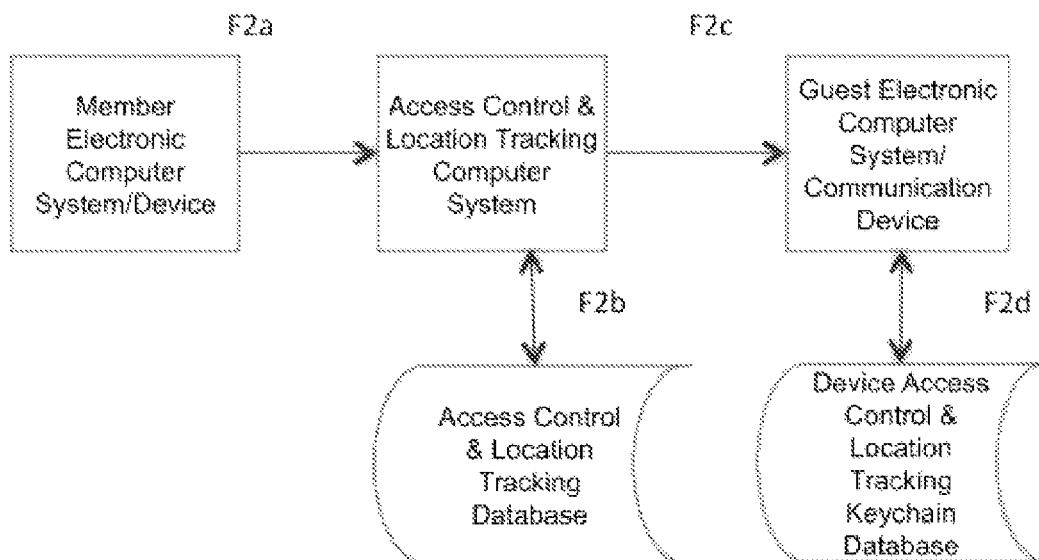 F2a
F2c
Member
Electronic
Computer
System/Device
Access Control &
Location Tracking
Computer
System
Guest Electronic
Computer
System/
Communication
Device
F2b
F2d
Access Control
& Location
Tracking
Database
Device Access
Control &
Location
Tracking
Keychain
Database